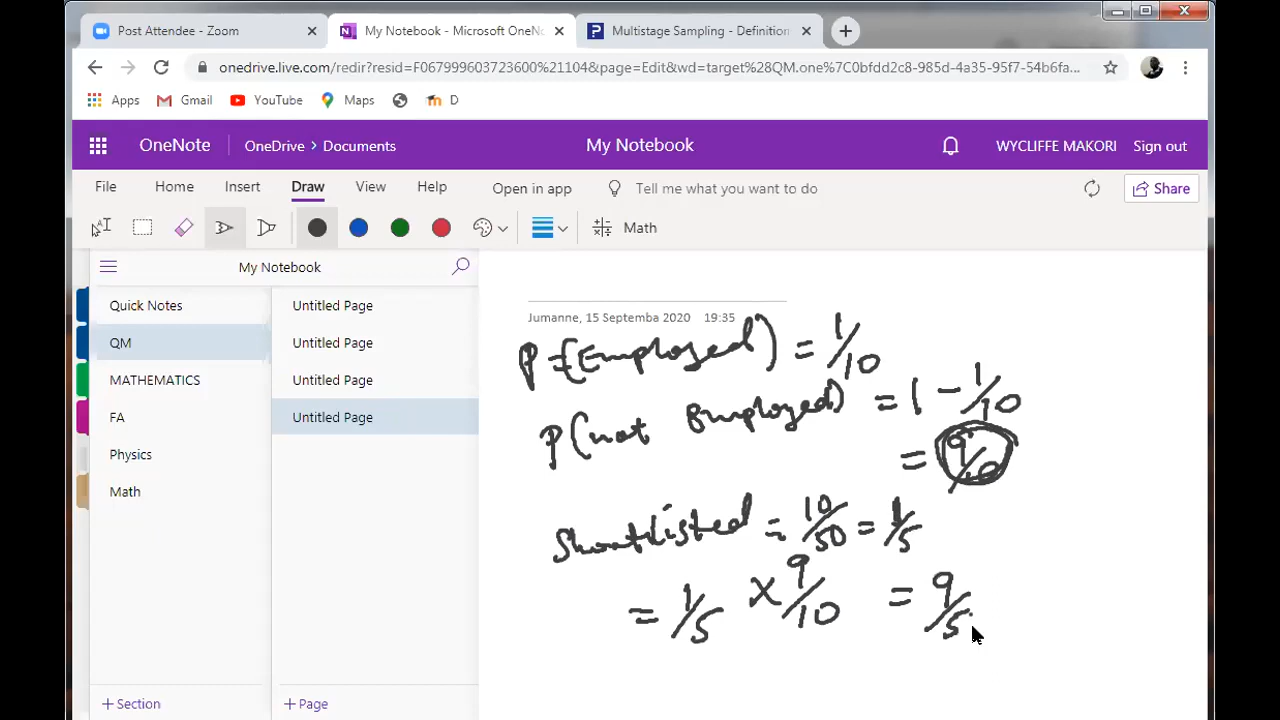 Post Attendee - Zoom
My Notebook - Microsoft OneNo
Multistage Sampling - Definition
onedrive.live.com/redir?resid=F067999603723600%21104&page=Edit&wd=target%28QM.one%7C0bfdd2c8-985d-4a35-95f7-54b6fa...
Apps Gmail YouTube Maps D
OneNote OneDrive > Documents My Notebook WYCLIFFE MAKORI Sign out
File Home Insert Draw View Help Open in app Tell me what you want to do Share
Math
My Notebook
Quick Notes
QM
MATHEMATICS
FA
Physics
Math
+ Section
Untitled Page
Untitled Page
Untitled Page
Untitled Page
+ Page
Jumanne, 15 Septemba 2020 19:35
P (Employed) = 1/10
P(not Employed) = 1 - 1/10
= 9/10
Shortlisted = 10/50 = 1/5
= 1/5 x 9/10 = 9/5